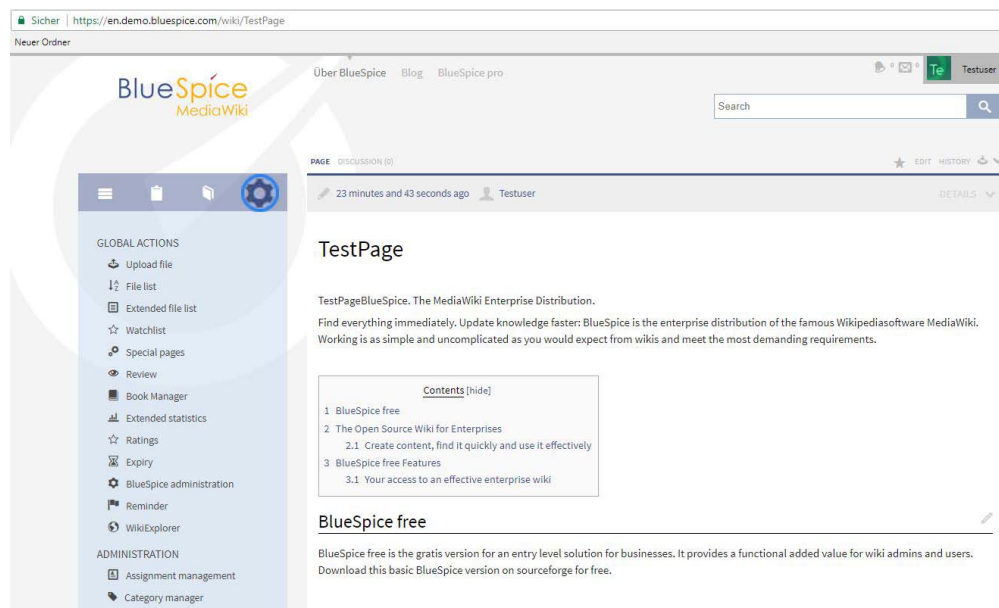 Sicher | https://en.demo.bluespice.com/wiki/TestPage
Neuer Ordner
BlueSpice
MediaWiki
Über BlueSpice Blog BlueSpice pro
Te Testuser
Search
PAGE DISCUSSION (0)
EDIT HISTORY
23 minutes and 43 seconds ago Testuser
DETAILS
GLOBAL ACTIONS
Upload file
File list
Extended file list
Watchlist
Special pages
Review
Book Manager
Extended statistics
Ratings
Expiry
BlueSpice administration
Reminder
WikiExplorer
ADMINISTRATION
Assignment management
Category manager
TestPage
TestPageBlueSpice. The MediaWiki Enterprise Distribution.
Find everything immediately. Update knowledge faster: BlueSpice is the enterprise distribution of the famous Wikipediasoftware MediaWiki.
Working is as simple and uncomplicated as you would expect from wikis and meet the most demanding requirements.
Contents [hide]
1 BlueSpice free
2 The Open Source Wiki for Enterprises
2.1 Create content, find it quickly and use it effectively
3 BlueSpice free Features
3.1 Your access to an effective enterprise wiki
BlueSpice free
BlueSpice free is the gratis version for an entry level solution for businesses. It provides a functional added value for wiki admins and users.
Download this basic BlueSpice version on sourceforge for free.